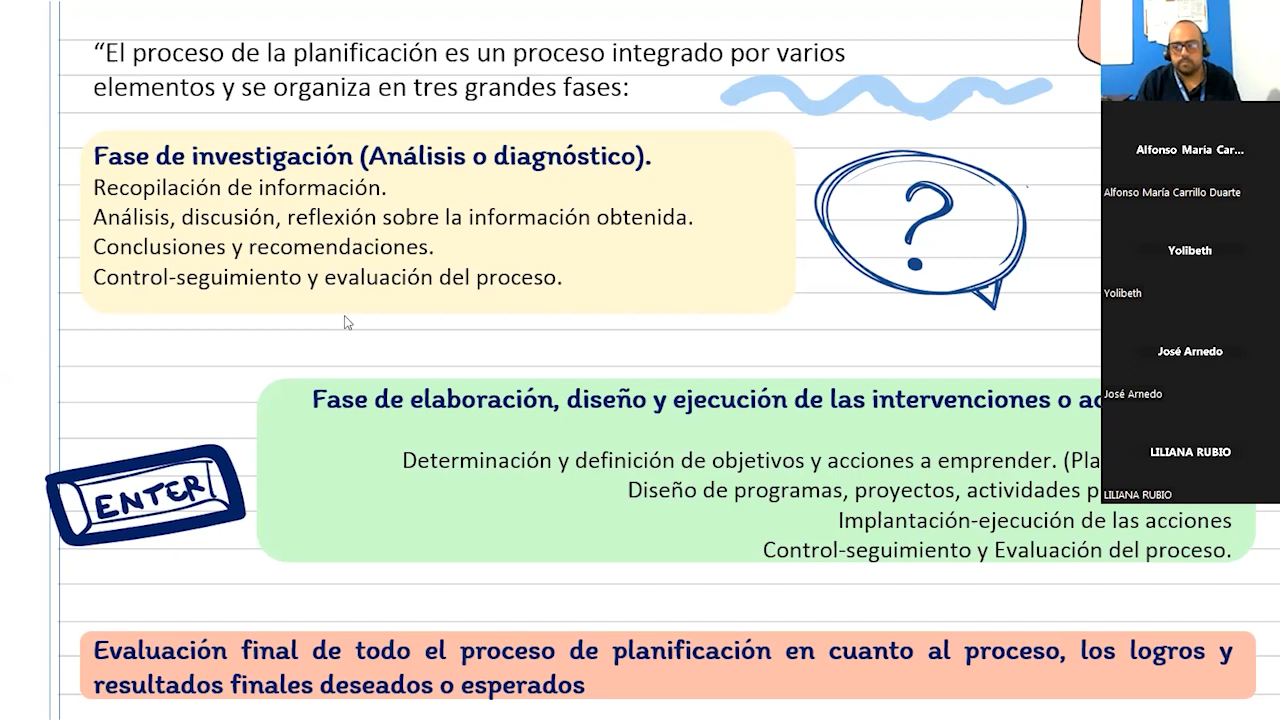 “El proceso de la planificación es un proceso integrado por varios
elementos y se organiza en tres grandes fases:
Fase de investigación (Análisis o diagnóstico).
Recopilación de información.
Análisis, discusión, reflexión sobre la información obtenida.
Conclusiones y recomendaciones.
Control-seguimiento y evaluación del proceso.
?
Fase de elaboración, diseño y ejecución de las intervenciones o
Determinación y definición de objetivos y acciones a emprender.
Diseño de programas, proyectos, actividades
Implantación-ejecución de las acciones
Control-seguimiento y Evaluación del proceso.
ENTER
Evaluación final de todo el proceso de planificación en cuanto al proceso, los logros y
resultados finales deseados o esperados
Alfonso María Car...
Alfonso María Carrillo Duarte
Yolibeth
Yolibeth
José Arnedo
José Arnedo
LILIANA RUBIO
LILIANA RUBIO